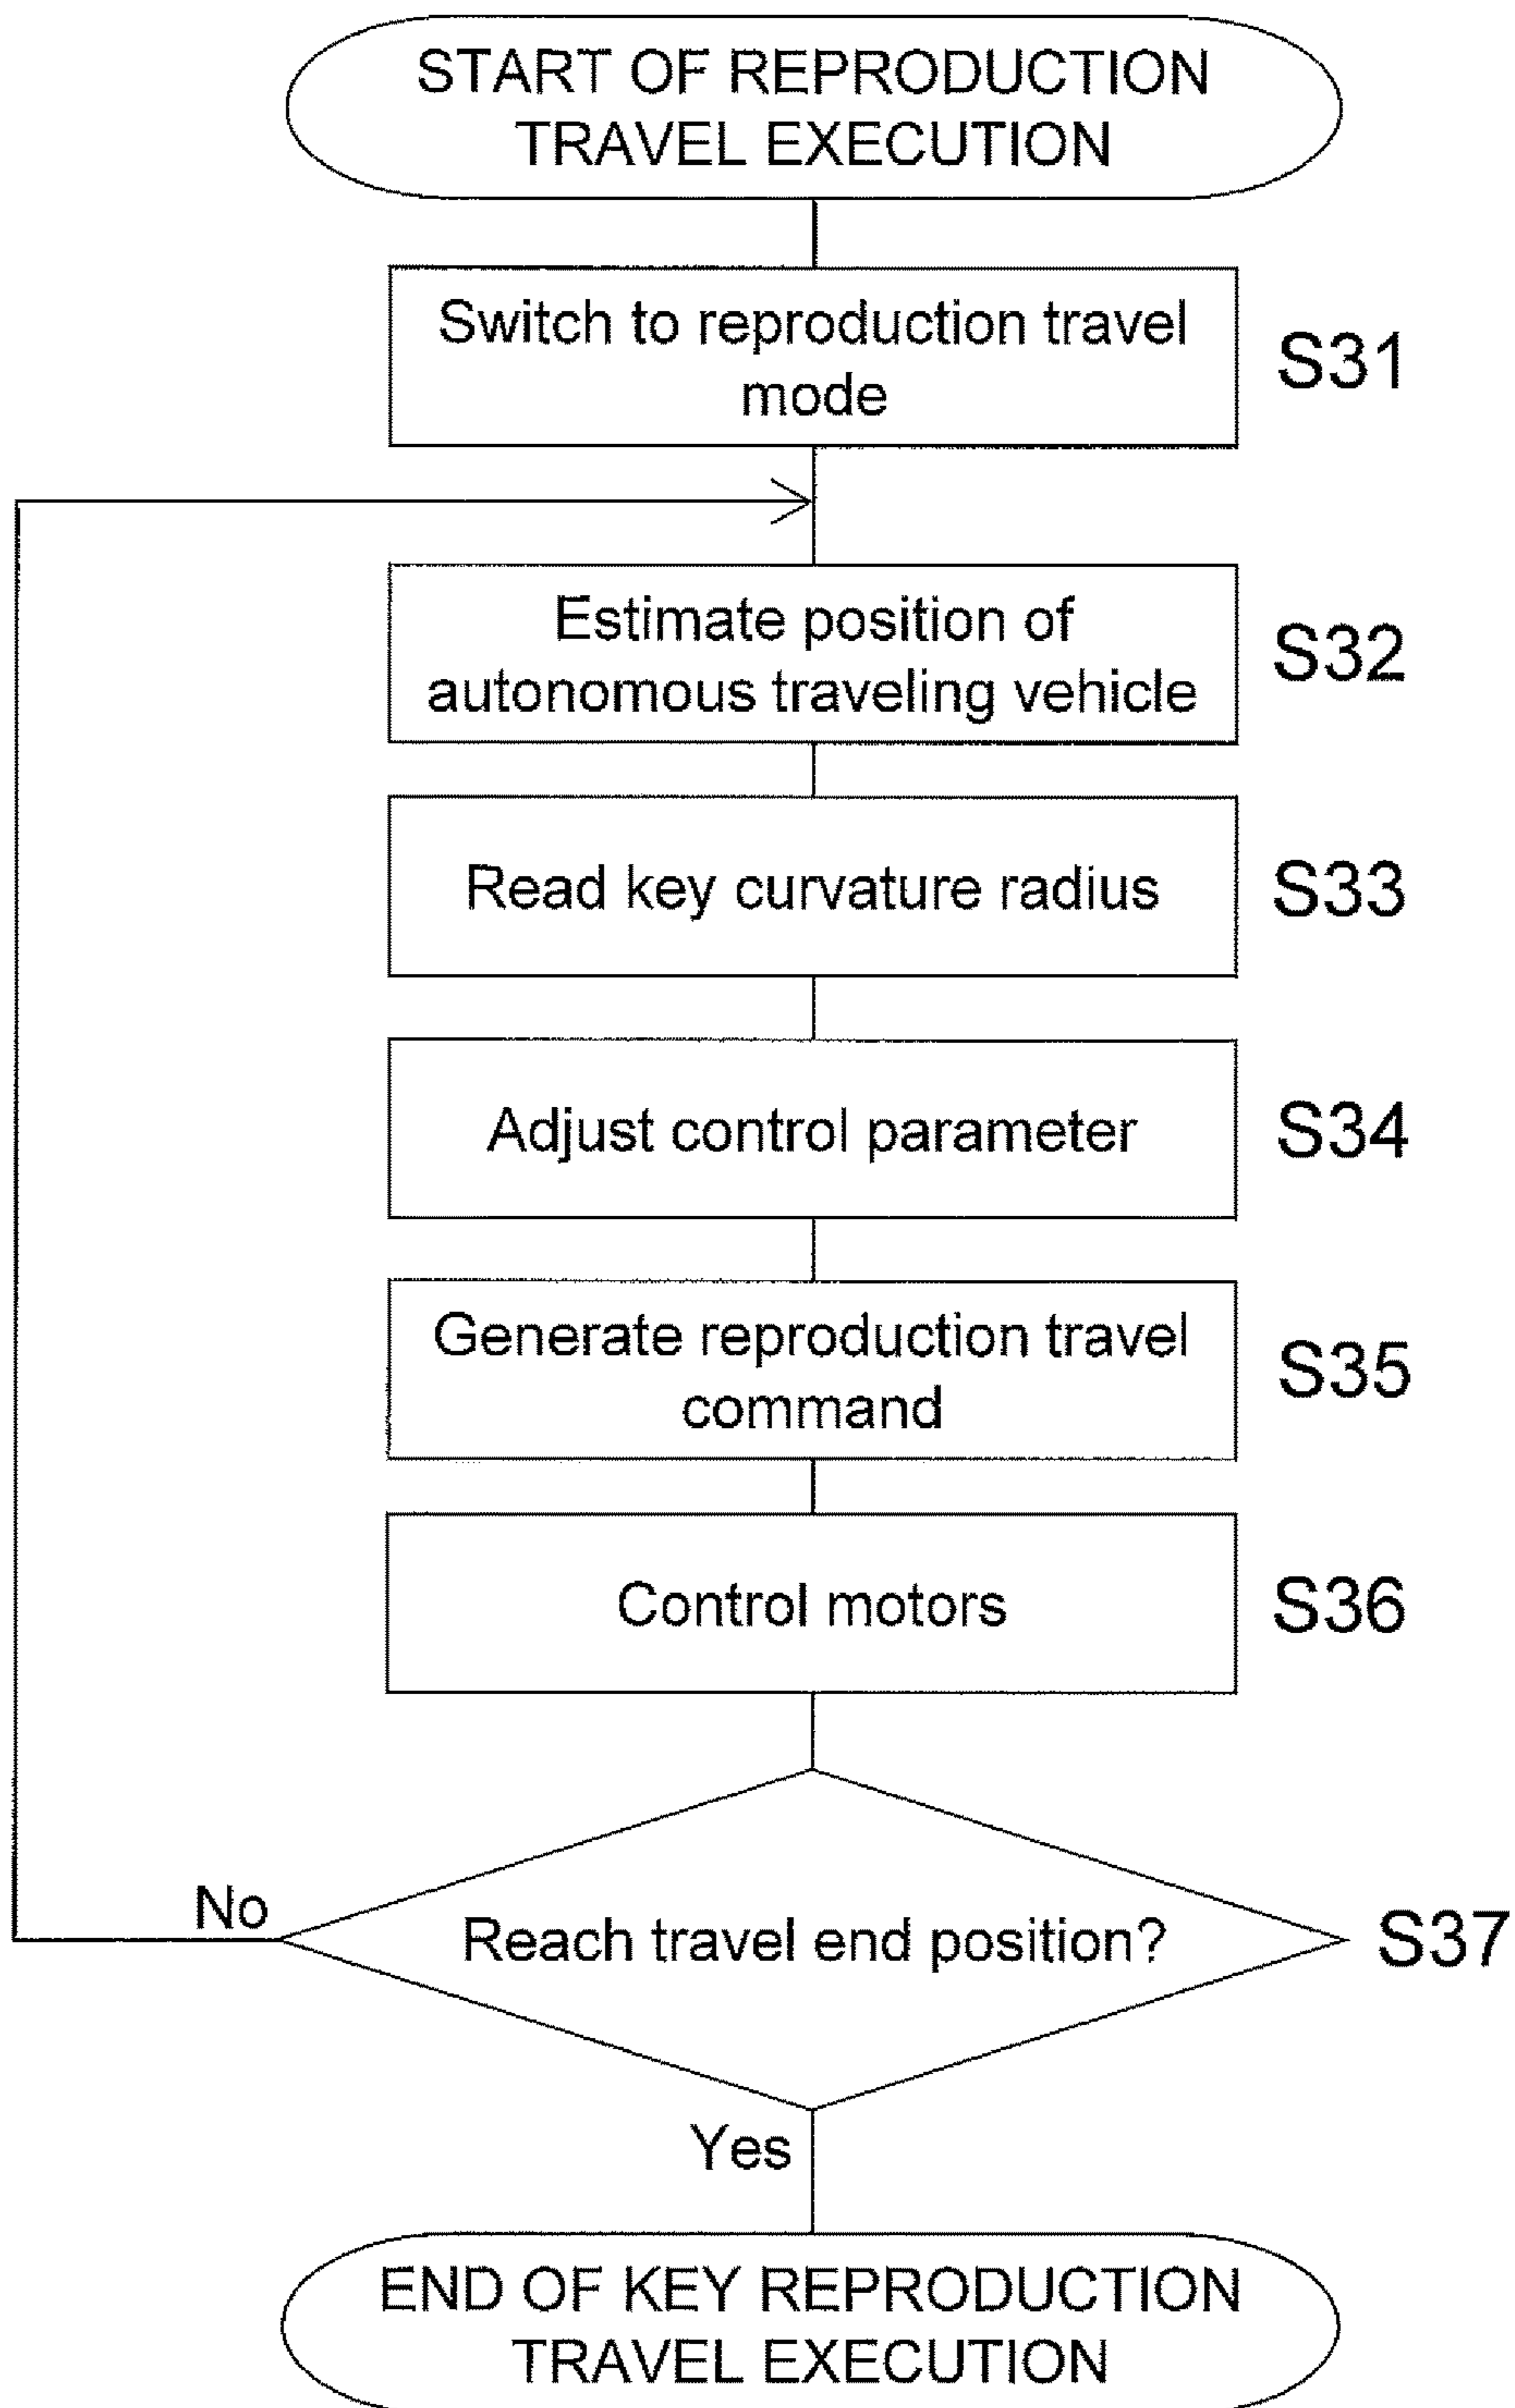 START OF REPRODUCTION
TRAVEL EXECUTION
Switch to reproduction travel
mode
S31
Estimate position of
autonomous traveling vehicle
S32
Read key curvature radius
S33
Adjust control parameter
S34
Generate reproduction travel
command
S35
Control motors
S36
No
Reach travel end position?
S37
Yes
END OF KEY REPRODUCTION
TRAVEL EXECUTION